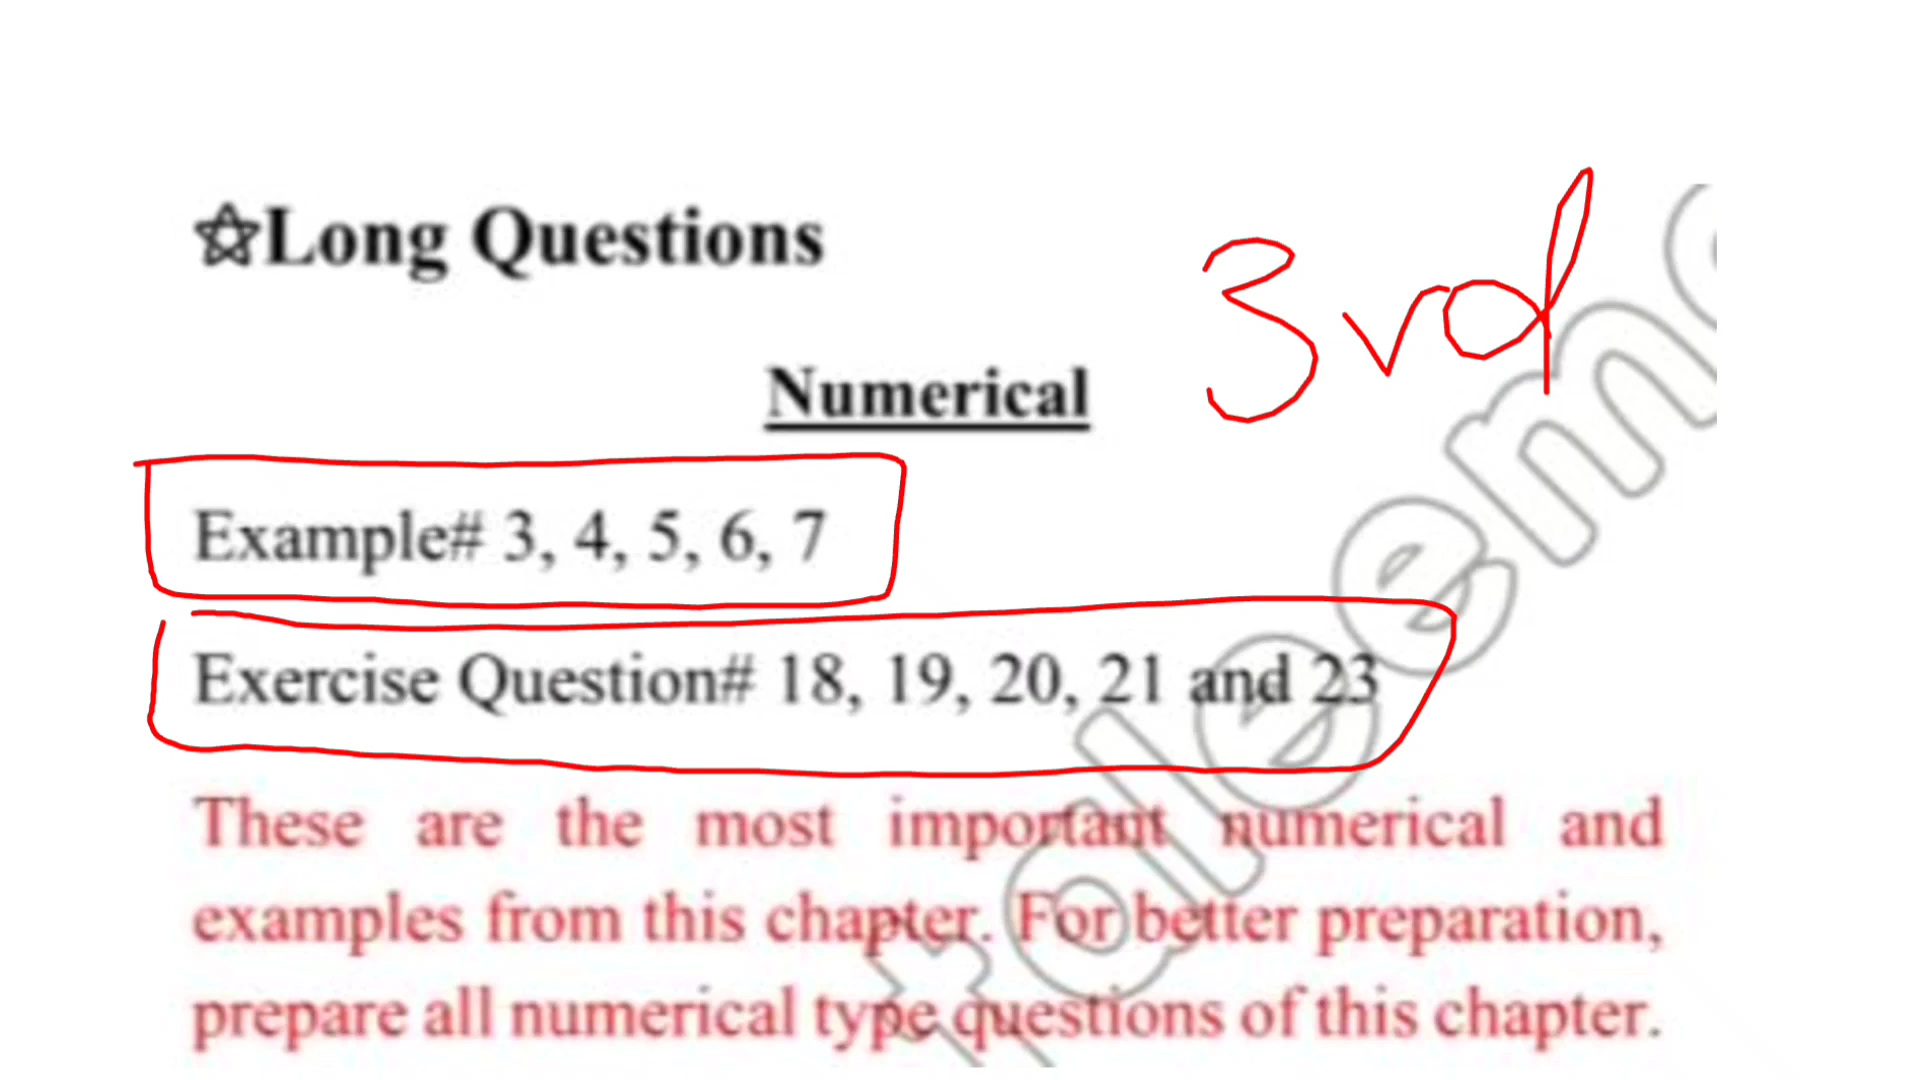 ☆Long Questions
3rd
Numerical
Example# 3, 4, 5, 6, 7
Exercise Question# 18, 19, 20, 21 and 23
These are the most important numerical and
examples from this chapter. For better preparation,
prepare all numerical type questions of this chapter.